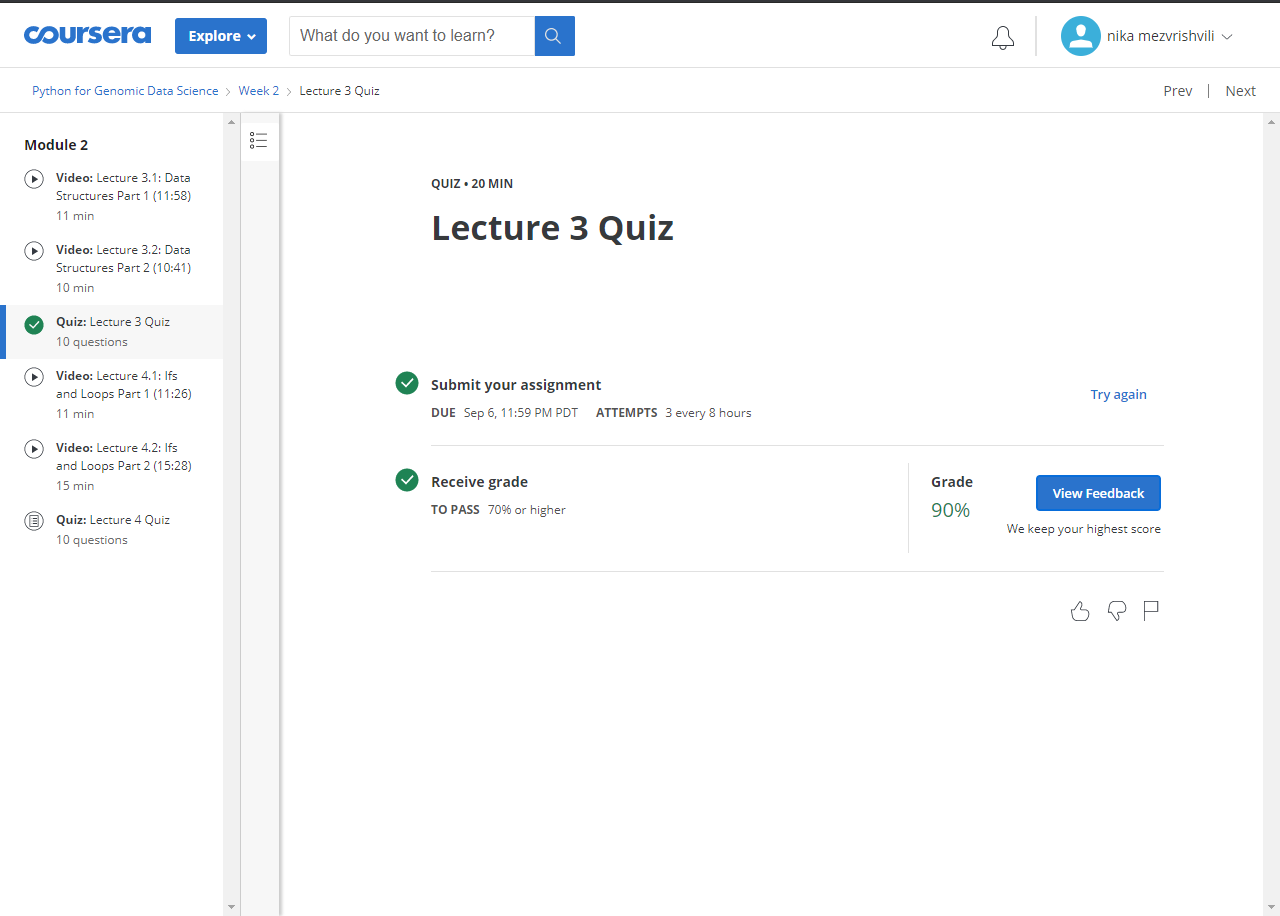 coursera
Explore
What do you want to learn?
nika mezvrishvili
Python for Genomic Data Science
Week 2
Lecture 3 Quiz
Prev
Next
Module 2
Video: Lecture 3.1: Data
Structures Part 1 (11:58)
11 min
Video: Lecture 3.2: Data
Structures Part 2 (10:41)
10 min
Quiz: Lecture 3 Quiz
10 questions
Video: Lecture 4.1: Ifs
and Loops Part 1 (11:26)
11 min
Video: Lecture 4.2: Ifs
and Loops Part 2 (15:28)
15 min
Quiz: Lecture 4 Quiz
10 questions
QUIZ • 20 MIN
Lecture 3 Quiz
Submit your assignment
DUE Sep 6, 11:59 PM PDT ATTEMPTS 3 every 8 hours
Try again
Receive grade
TO PASS 70% or higher
Grade
90%
View Feedback
We keep your highest score